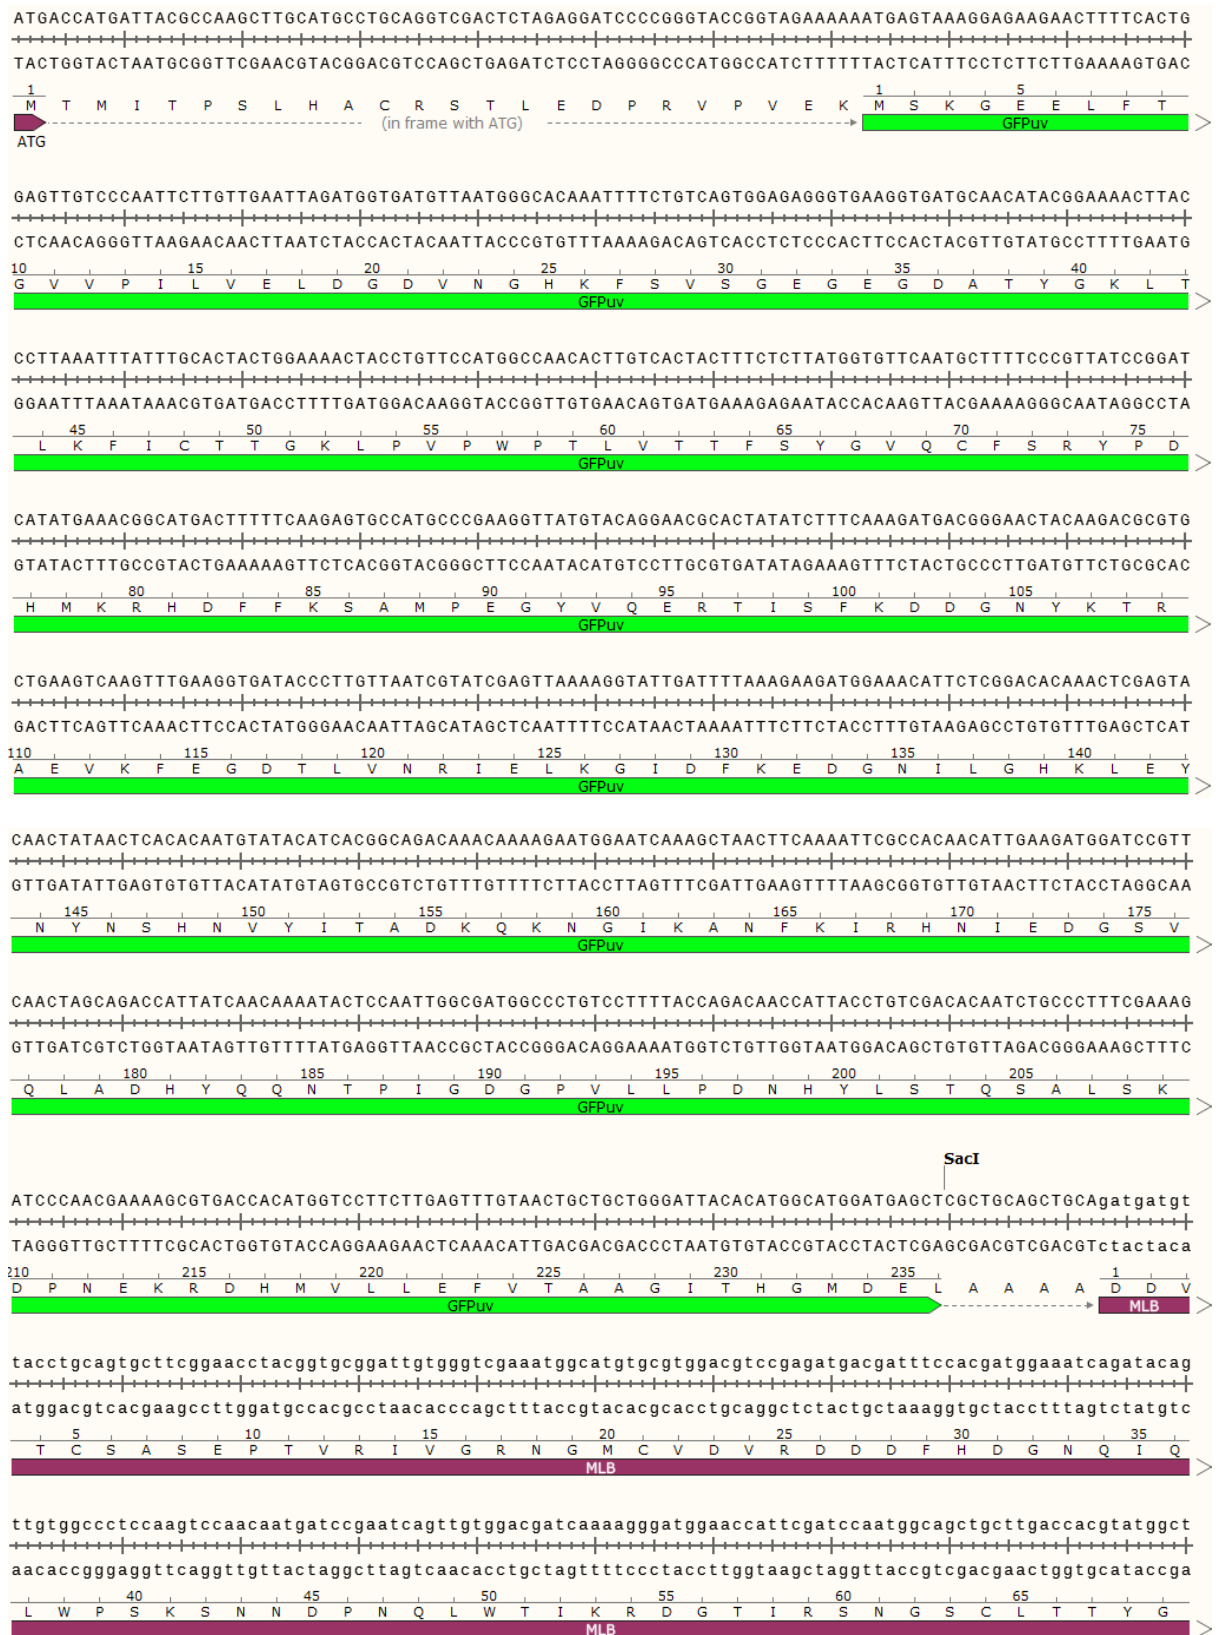 ATGACCATGATTACGCCAAGCTTGCATGCCTGCAGGTCGACTCTAGAGGATCCCCGGGTACCGGTAGAAAAAATGAGTAAAGGAGAAGAACTTTTCACTG
TACTGGTACTAATGCGGTTCGAACGTACGGACGTCCAGCTGAGATCTCCTAGGGGCCCATGGCCATCTTTTTTACTCATTTCCTCTTCTTGAAAAGTGAC
1 1 5
M T M I T P S L H A C R S T L E D P R V P V E K M S K G E E L F T
(in frame with ATG) GFPuv
ATG
GAGTTGTCCCAATTCTTGTTGAATTAGATGGTGATGTTAATGGGCACAAATTTTCTGTCAGTGGAGAGGGTGAAGGTGATGCAACATACGGAAAACTTAC
CTCAACAGGGTTAAGAACAACTTAATCTACCACTACAATTACCCGTGTTTAAAAGACAGTCACCTCTCCCACTTCCACTACGTTGTATGCCTTTTGAATG
10 15 20 25 30 35 40
G V V P I L V E L D G D V N G H K F S V S G E G E G D A T Y G K L T
GFPuv
CCTTAAATTTATTTGCACTACTGGAAAACTACCTGTTCCATGGCCAACACTTGTCACTACTTTCTCTTATGGTGTTCAATGCTTTTCCCGTTATCCGGAT
GGAATTTAAATAAACGTGATGACCTTTTGATGGACAAGGTACCGGTTGTGAACAGTGATGAAAGAGAATACCACAAGTTACGAAAAGGGCAATAGGCCTA
45 50 55 60 65 70 75
L K F I C T T G K L P V P W P T L V T T F S Y G V Q C F S R Y P D
GFPuv
CATATGAAACGGCATGACTTTTTCAAGAGTGCCATGCCCGAAGGTTATGTACAGGAACGCACTATATCTTTCAAAGATGACGGGAACTACAAGACGCGTG
GTATACTTTGCCGTACTGAAAAAGTTCTCACGGTACGGGCTTCCAATACATGTCCTTGCGTGATATAGAAAGTTTCTACTGCCCTTGATGTTCTGCGCAC
80 85 90 95 100 105
H M K R H D F F K S A M P E G Y V Q E R T I S F K D D G N Y K T R
GFPuv
CTGAAGTCAAGTTTGAAGGTGATACCCTTGTTAATCGTATCGAGTTAAAAGGTATTGATTTTAAAGAAGATGGAAACATTCTCGGACACAAACTCGAGTA
GACTTCAGTTCAAACTTCCACTATGGGAACAATTAGCATAGCTCAATTTTCCATAACTAAAATTTCTTCTACCTTTGTAAGAGCCTGTGTTTGAGCTCAT
110 115 120 125 130 135 140
A E V K F E G D T L V N R I E L K G I D F K E D G N I L G H K L E Y
GFPuv
CAACTATAACTCACACAATGTATACATCACGGCAGACAAACAAAAGAATGGAATCAAAGCTAACTTCAAAATTCGCCACAACATTGAAGATGGATCCGTT
GTTGATATTGAGTGTGTTACATATGTAGTGCCGTCTGTTTGTTTTCTTACCTTAGTTTCGATTGAAGTTTTAAGCGGTGTTGTAACTTCTACCTAGGCAA
145 150 155 160 165 170 175
N Y N S H N V Y I T A D K Q K N G I K A N F K I R H N I E D G S V
GFPuv
CAACTAGCAGACCATTATCAACAAAATACTCCAATTGGCGATGGCCCTGTCCTTTTACCAGACAACCATTACCTGTCGACACAATCTGCCCTTTCGAAAG
GTTGATCGTCTGGTAATAGTTGTTTTATGAGGTTAACCGCTACCGGGACAGGAAAATGGTCTGTTGGTAATGGACAGCTGTGTTAGACGGGAAAGCTTTC
180 185 190 195 200 205
Q L A D H Y Q Q N T P I G D G P V L L P D N H Y L S T Q S A L S K
GFPuv
SacI
ATCCCAACGAAAAGCGTGACCACATGGTCCTTCTTGAGTTTGTAACTGCTGCTGGGATTACACATGGCATGGATGAGCTCGCTGCAGCTGCAgatgatgt
TAGGGTTGCTTTTCGCACTGGTGTACCAGGAAGAACTCAAACATTGACGACGACCCTAATGTGTACCGTACCTACTCGAGCGACGTCGACGTctactaca
210 215 220 225 230 235 1
D P N E K R D H M V L L E F V T A A G I T H G M D E L A A A A D D V
GFPuv MLB
tacctgcagtgcttcggaacctacggtgcggattgtgggtcgaaatggcatgtgcgtggacgtccgagatgacgatttccacgatggaaatcagatacag
atggacgtcacgaagccttggatgccacgcctaacacccagctttaccgtacacgcacctgcaggctctactgctaaaggtgctacctttagtctatgtc
5 10 15 20 25 30 35
T C S A S E P T V R I V G R N G M C V D V R D D D F H D G N Q I Q
MLB
ttgtggccctccaagtccaacaatgatccgaatcagttgtggacgatcaaaagggatggaaccattcgatccaatggcagctgcttgaccacgtatggct
aacaccgggaggttcaggttgttactaggcttagtcaacacctgctagttttccctaccttggtaagctaggttaccgtcgacgaactggtgcataccga
40 45 50 55 60 65
L W P S K S N N D P N Q L W T I K R D G T I R S N G S C L T T Y G
MLB